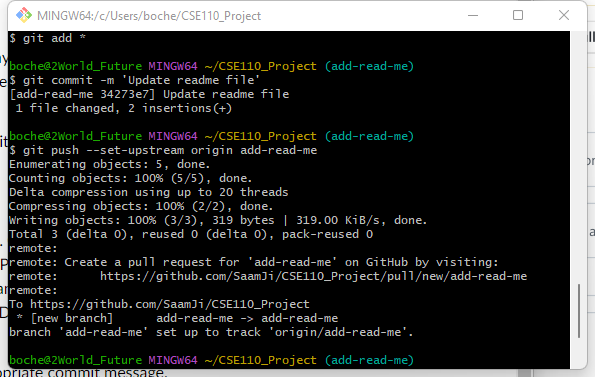 MINGW64:/c/Users/boche/CSE110_Project
$ git add *
boche@2World_Future MINGW64 ~/CSE110_Project (add-read-me)
$ git commit -m 'Update readme file'
[add-read-me 34273e7] Update readme file
 1 file changed, 2 insertions(+)
boche@2World_Future MINGW64 ~/CSE110_Project (add-read-me)
$ git push --set-upstream origin add-read-me
Enumerating objects: 5, done.
Counting objects: 100% (5/5), done.
Delta compression using up to 20 threads
Compressing objects: 100% (2/2), done.
Writing objects: 100% (3/3), 319 bytes | 319.00 KiB/s, done.
Total 3 (delta 0), reused 0 (delta 0), pack-reused 0
remote:
remote: Create a pull request for 'add-read-me' on GitHub by visiting:
remote:      https://github.com/SaamJi/CSE110_Project/pull/new/add-read-me
remote:
To https://github.com/SaamJi/CSE110_Project
 * [new branch]      add-read-me -> add-read-me
branch 'add-read-me' set up to track 'origin/add-read-me'.
boche@2World_Future MINGW64 ~/CSE110_Project (add-read-me)
commit message.